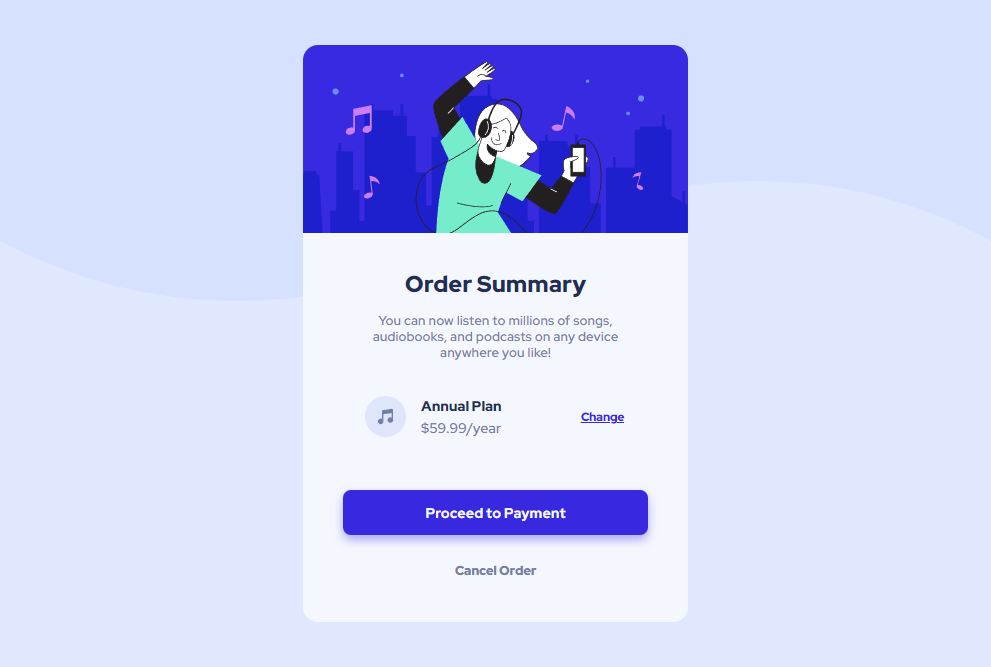 Order Summary
You can now listen to millions of songs,
audiobooks, and podcasts on any device
anywhere you like!
Annual Plan
$59.99/year
Change
Proceed to Payment
Cancel Order